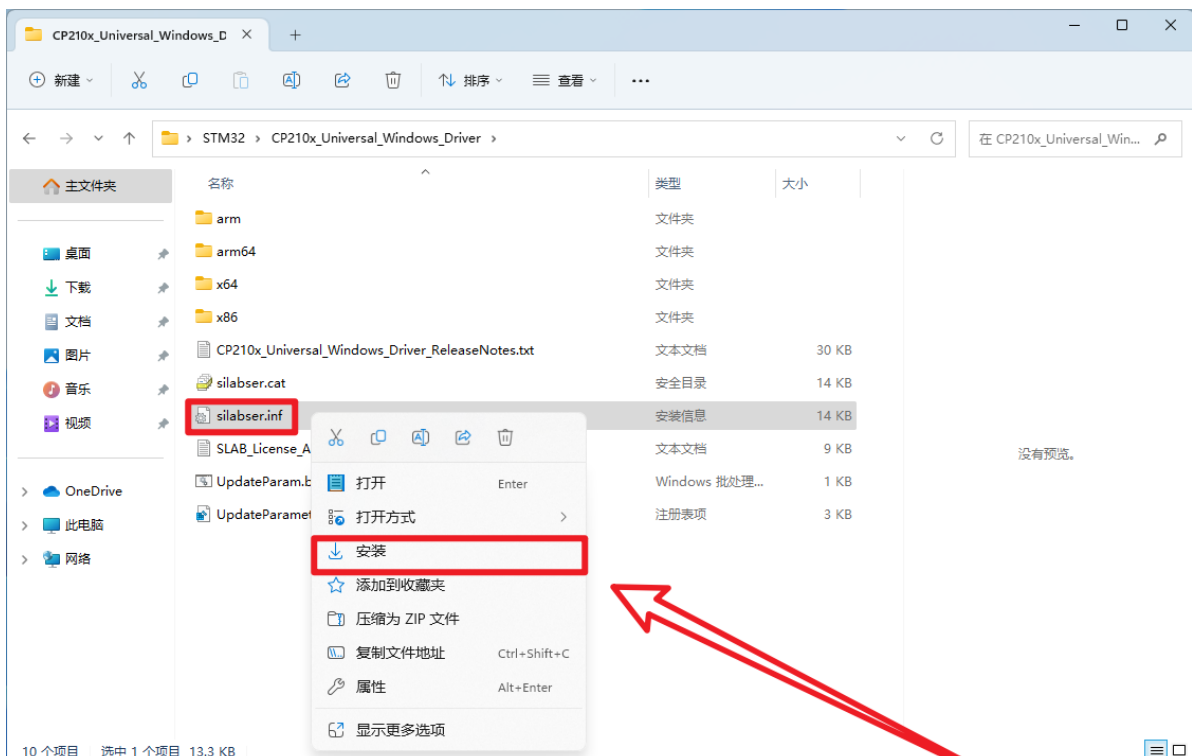 CP210x_Universal_Windows_D
新建
排序
查看
STM32 > CP210x_Universal_Windows_Driver >
在 CP210x_Universal_Win...
主文件夹
名称 类型 大小
arm 文件夹
桌面
arm64 文件夹
下载
x64 文件夹
文档
x86 文件夹
图片
CP210x_Universal_Windows_Driver_ReleaseNotes.txt 文本文档 30 KB
音乐
silabser.cat 安全目录 14 KB
视频
silabser.inf 安装信息 14 KB
SLAB_License_A 文本文档 9 KB
没有预览。
OneDrive
UpdateParam.b Windows 批处理... 1 KB
此电脑
UpdateParamet 注册表项 3 KB
网络
打开 Enter
打开方式
安装
添加到收藏夹
压缩为 ZIP 文件
复制文件地址 Ctrl+Shift+C
属性 Alt+Enter
显示更多选项
10 个项目 选中 1 个项目 13.3 KB